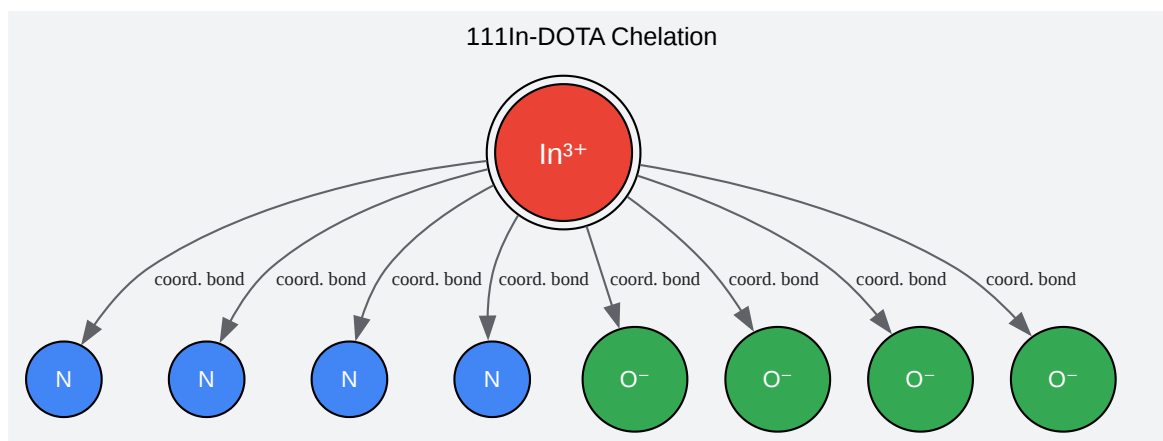 111In-DOTA Chelation
In³⁺
coord. bond coord. bond coord. bond coord. bond coord. bond coord. bond coord. bond coord. bond
N N N N O⁻ O⁻ O⁻ O⁻